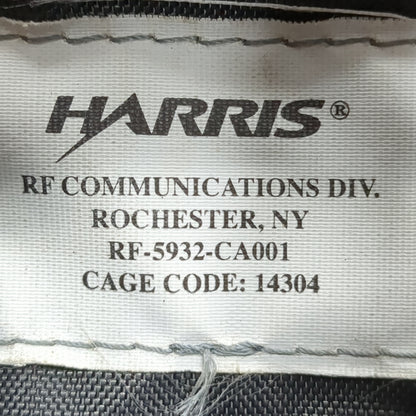 HARRIS®
RF COMMUNICATIONS DIV.
ROCHESTER, NY
RF-5932-CA001
CAGE CODE: 14304